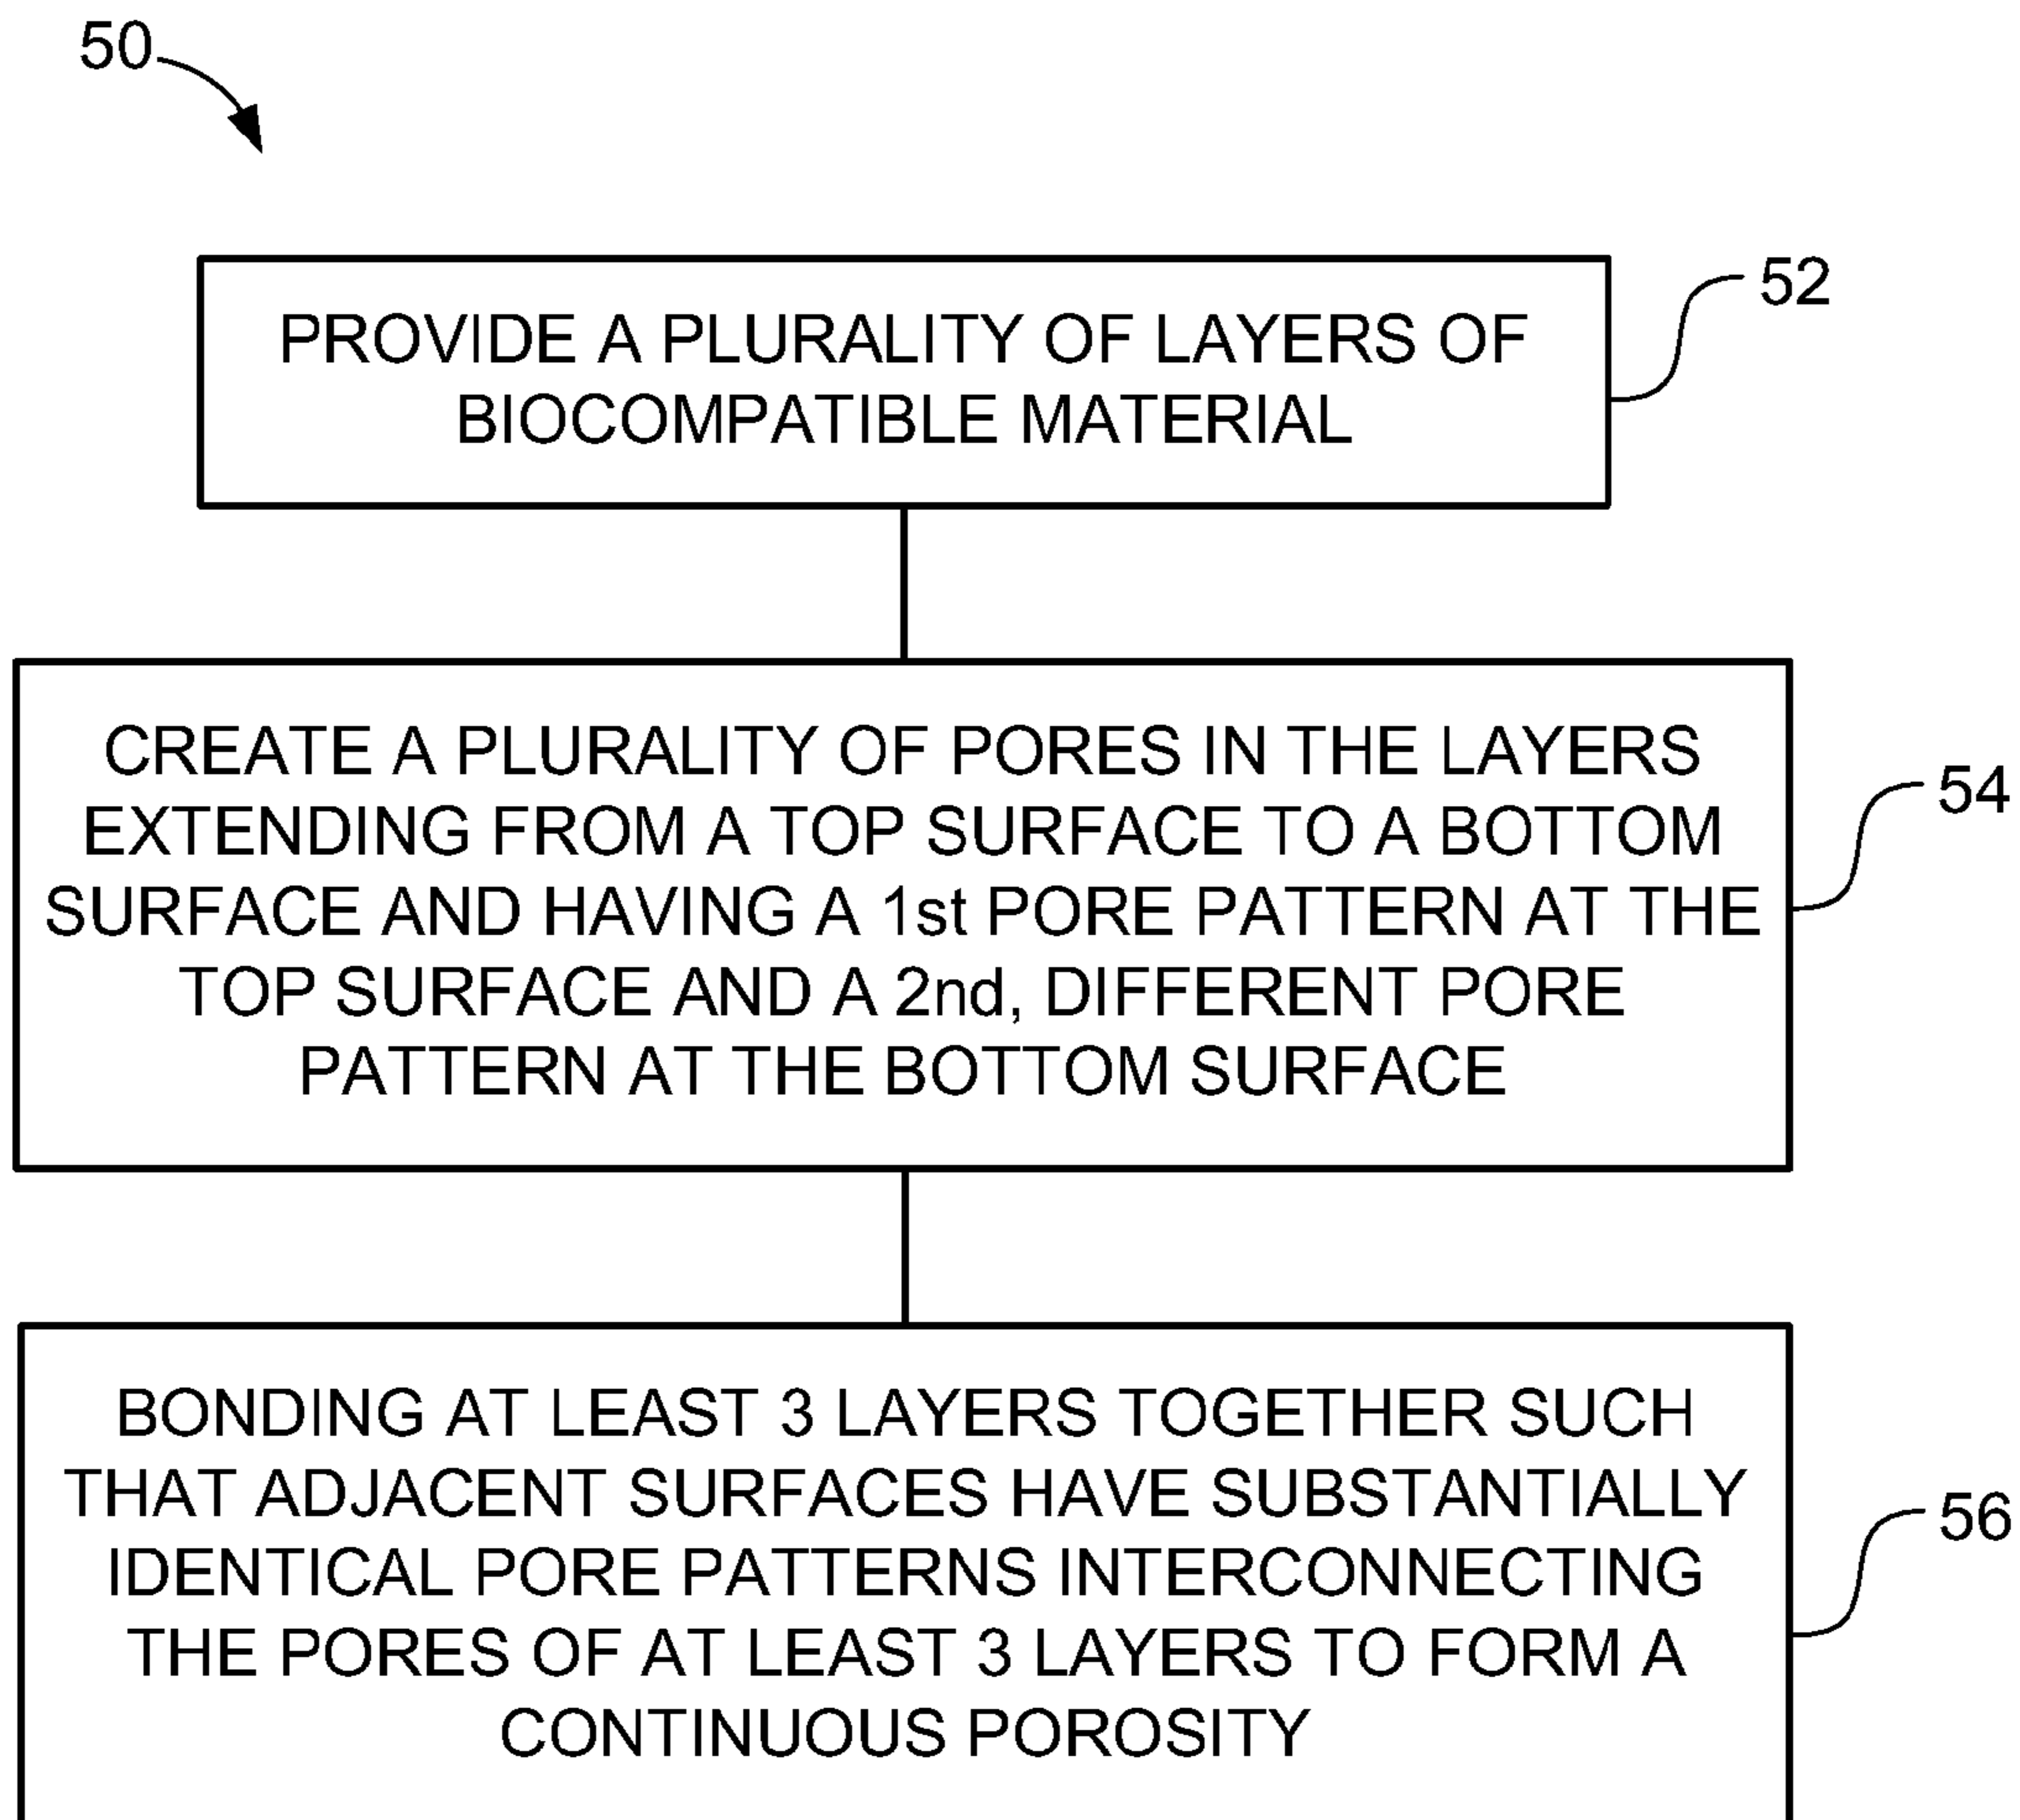 50
PROVIDE A PLURALITY OF LAYERS OF
BIOCOMPATIBLE MATERIAL
52
CREATE A PLURALITY OF PORES IN THE LAYERS
EXTENDING FROM A TOP SURFACE TO A BOTTOM
SURFACE AND HAVING A 1st PORE PATTERN AT THE
TOP SURFACE AND A 2nd, DIFFERENT PORE
PATTERN AT THE BOTTOM SURFACE
54
BONDING AT LEAST 3 LAYERS TOGETHER SUCH
THAT ADJACENT SURFACES HAVE SUBSTANTIALLY
IDENTICAL PORE PATTERNS INTERCONNECTING
THE PORES OF AT LEAST 3 LAYERS TO FORM A
CONTINUOUS POROSITY
56